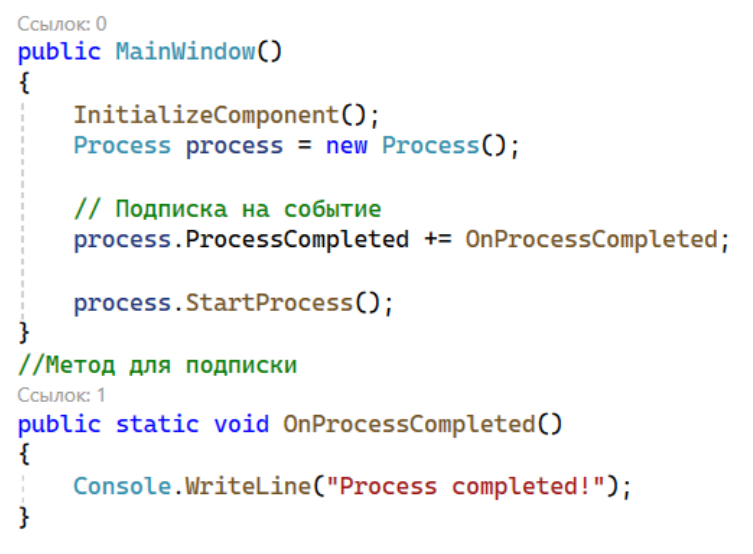 Ссылок: 0
public MainWindow()
{
InitializeComponent();
Process process = new Process();
// Подписка на событие
process.ProcessCompleted += OnProcessCompleted;
process.StartProcess();
}
//Метод для подписки
Ссылок: 1
public static void OnProcessCompleted()
{
Console.WriteLine("Process completed!");
}